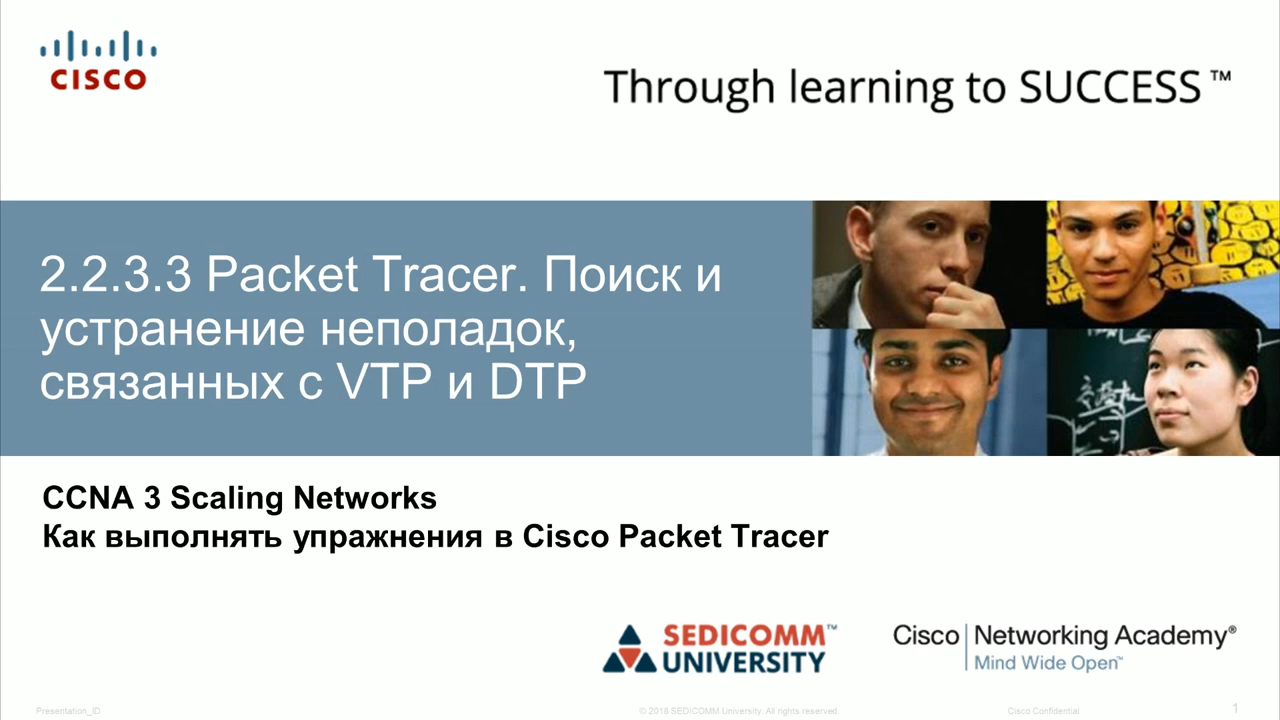 CISCO
Through learning to SUCCESS™
2.2.3.3 Packet Tracer. Поиск и
устранение неполадок,
связанных с VTP и DTP
CCNA 3 Scaling Networks
Как выполнять упражнения в Cisco Packet Tracer
SEDICOMM™
UNIVERSITY
Cisco Networking Academy®
Mind Wide Open™
Presentation_ID
© 2018 SEDICOMM University. All rights reserved.
Cisco Confidential
1